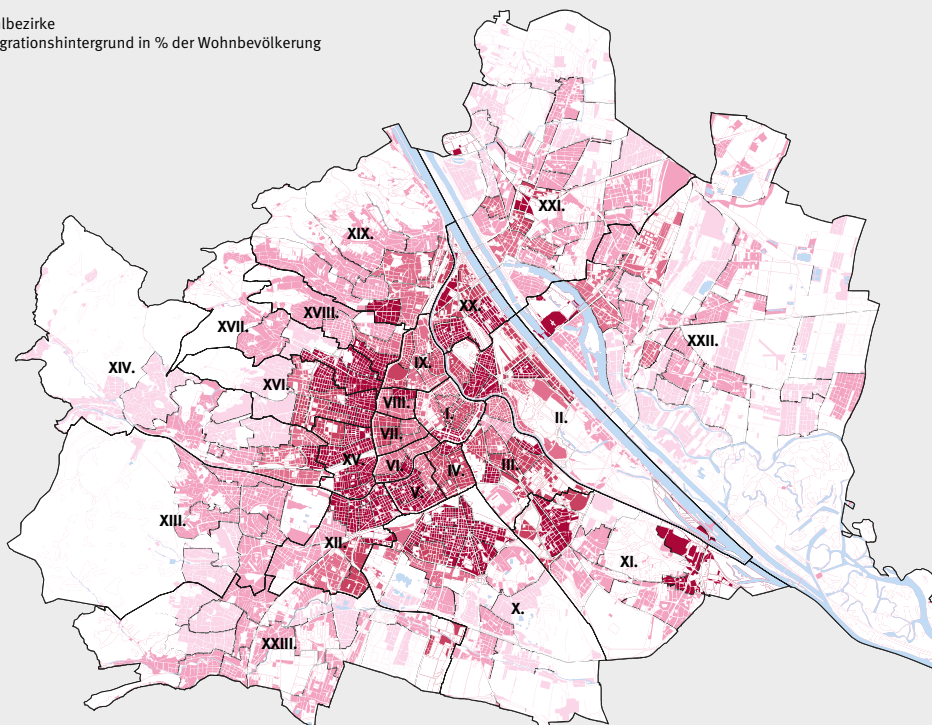 lbezirke
grationshintergrund in % der Wohnbevölkerung
XXI.
XIX.
XX.
XVIII.
XVII.
XXII.
IX.
XIV.
XVI.
VIII.
I.
II.
VII.
XV.
VI.
IV.
III.
V.
XIII.
XII.
XI.
X.
XXIII.